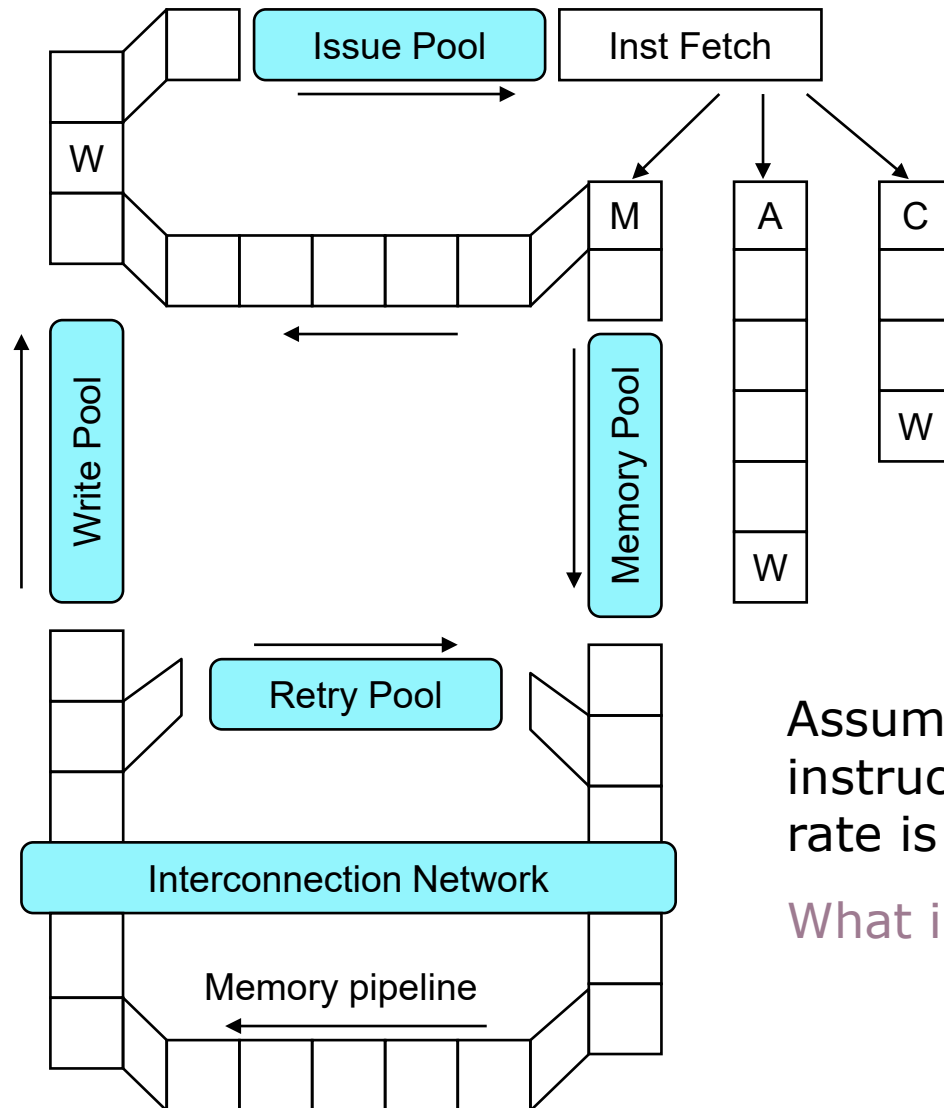 Issue Pool
Inst Fetch
W
M
A
C
W
Write Pool
Memory Pool
W
Retry Pool
Assum
instruc
rate is
Interconnection Network
What i
Memory pipeline